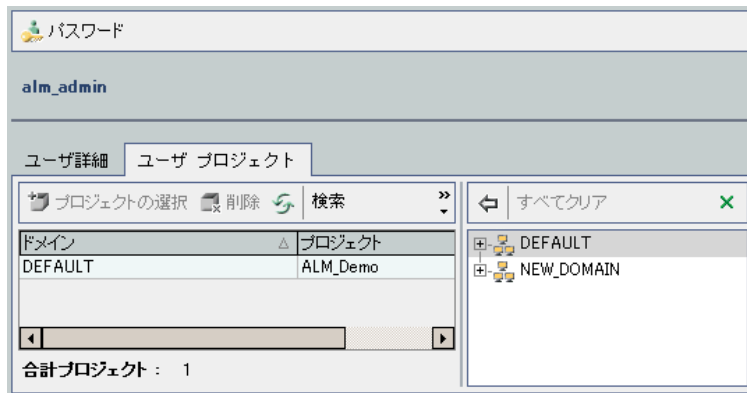 パスワード
alm_admin
ユーザ詳細 ユーザ プロジェクト
プロジェクトの選択 削除 検索 すべてクリア
ドメイン プロジェクト
DEFAULT ALM_Demo
DEFAULT
NEW_DOMAIN
合計プロジェクト : 1